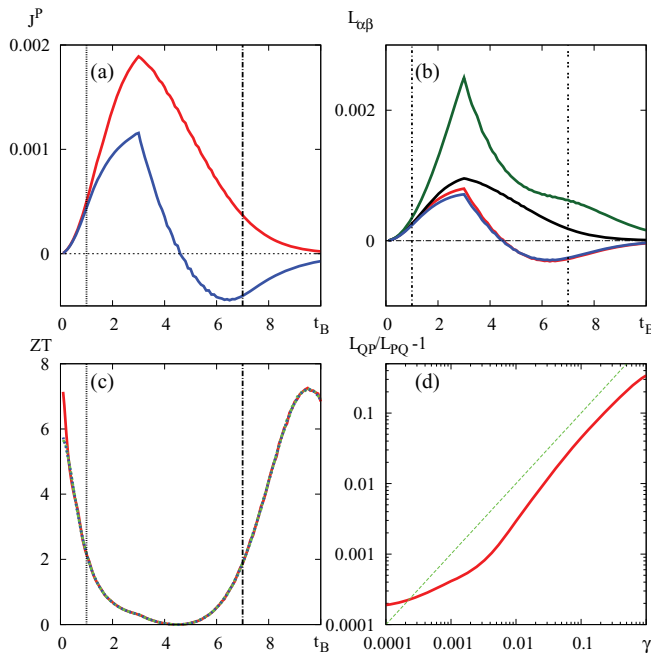 J^P
L_αβ
0.002
(a)
(b)
0.002
0.001
0
0
0 2 4 6 8 t_B
0 2 4 6 8 t_B
ZT
L_QP/L_PQ -1
8
(c)
(d)
0.1
6
0.01
4
0.001
2
0
0.0001
0 2 4 6 8 t_B
0.0001 0.001 0.01 0.1 γ